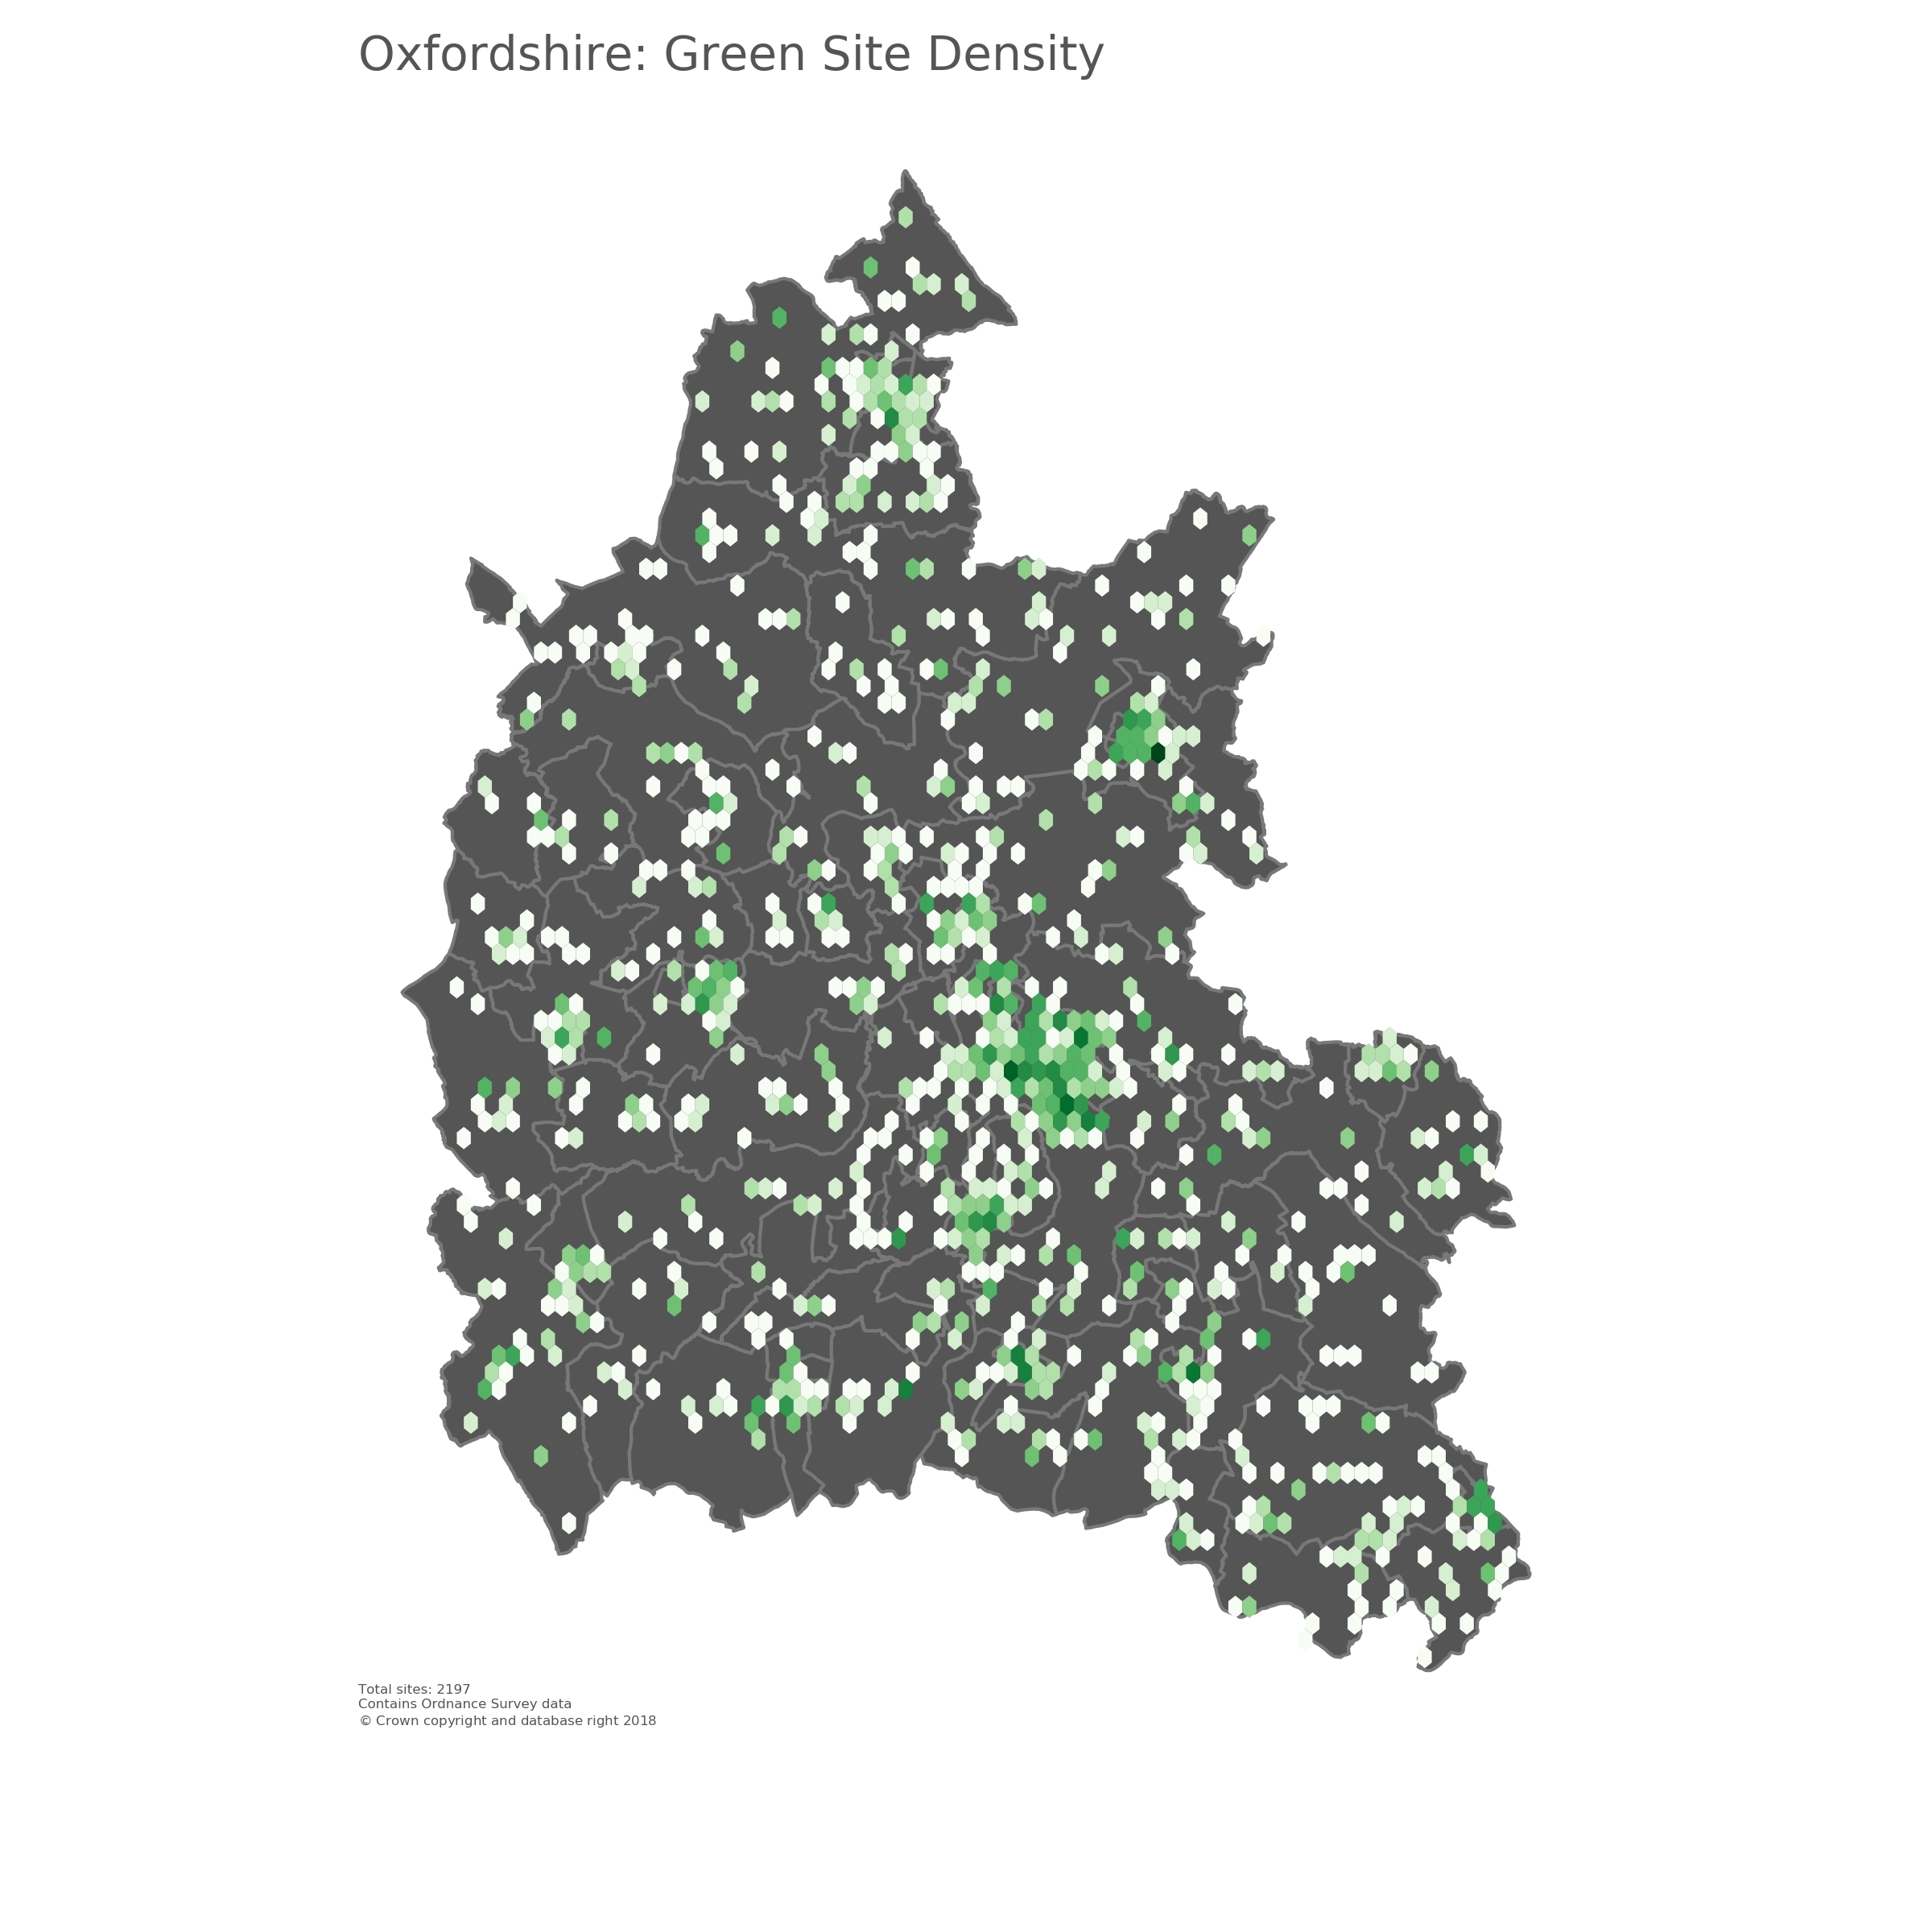 Oxfordshire: Green Site Density
Total sites: 2197
Contains Ordnance Survey data
© Crown copyright and database right 2018